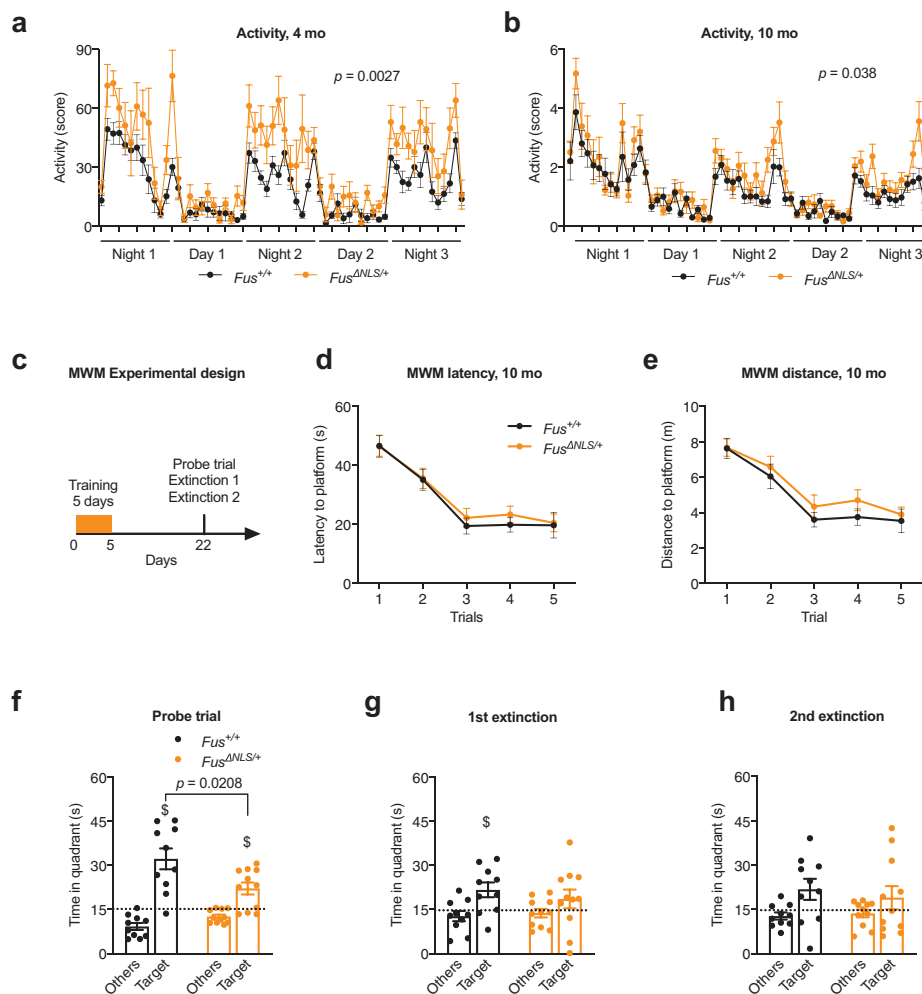 a
Activity, 4 mo
90
60
30
0
Activity (score)
p = 0.0027
Night 1 Day 1 Night 2 Day 2 Night 3
Fus+/+ FusΔNLS/+
b
Activity, 10 mo
6
4
2
0
Activity (score)
p = 0.038
Night 1 Day 1 Night 2 Day 2 Night 3
Fus+/+ FusΔNLS/+
c
MWM Experimental design
Training
5 days
Probe trial
Extinction 1
Extinction 2
0 5 22
Days
d
MWM latency, 10 mo
60
40
20
0
Latency to platform (s)
Fus+/+
FusΔNLS/+
1 2 3 4 5
Trials
e
MWM distance, 10 mo
10
8
6
4
2
0
Distance to platform (m)
1 2 3 4 5
Trial
f
Probe trial
Fus+/+
FusΔNLS/+
p = 0.0208
$
$
60
45
30
15
0
Time in quadrant (s)
Others Target Others Target
g
1st extinction
$
60
45
30
15
0
Time in quadrant (s)
Others Target Others Target
h
2nd extinction
60
45
30
15
0
Time in quadrant (s)
Others Target Others Target